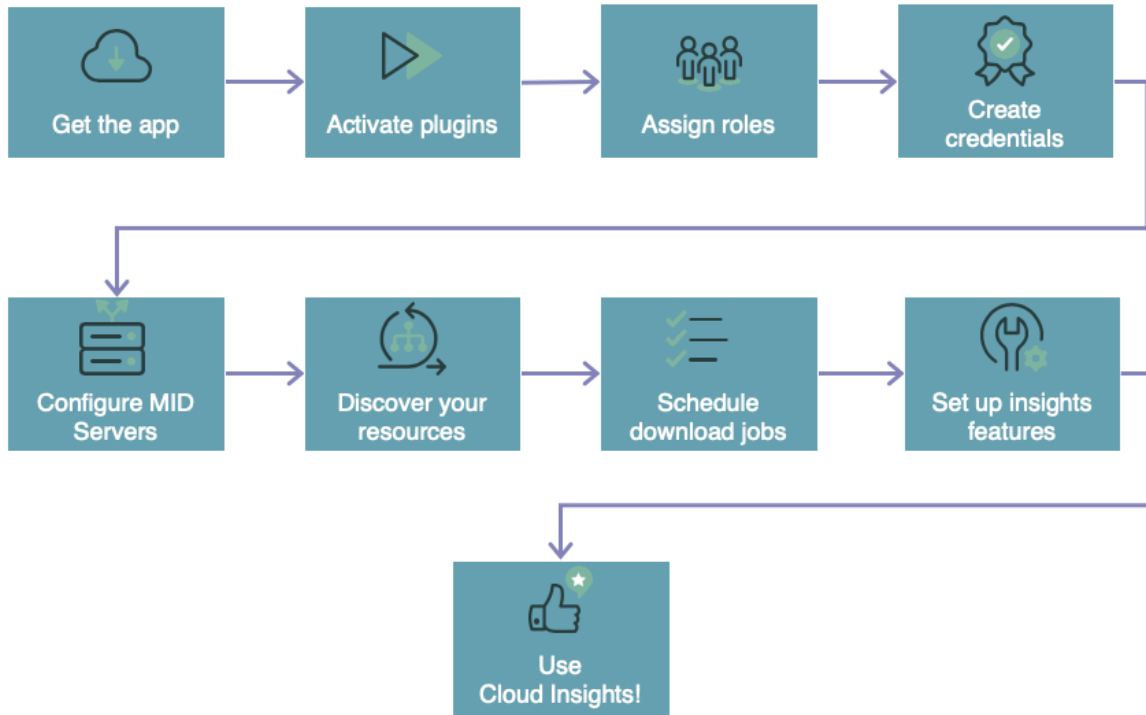 Get the app
Activate plugins
Assign roles
Create
credentials
Configure MID
Servers
Discover your
resources
Schedule
download jobs
Set up insights
features
Use
Cloud Insights!